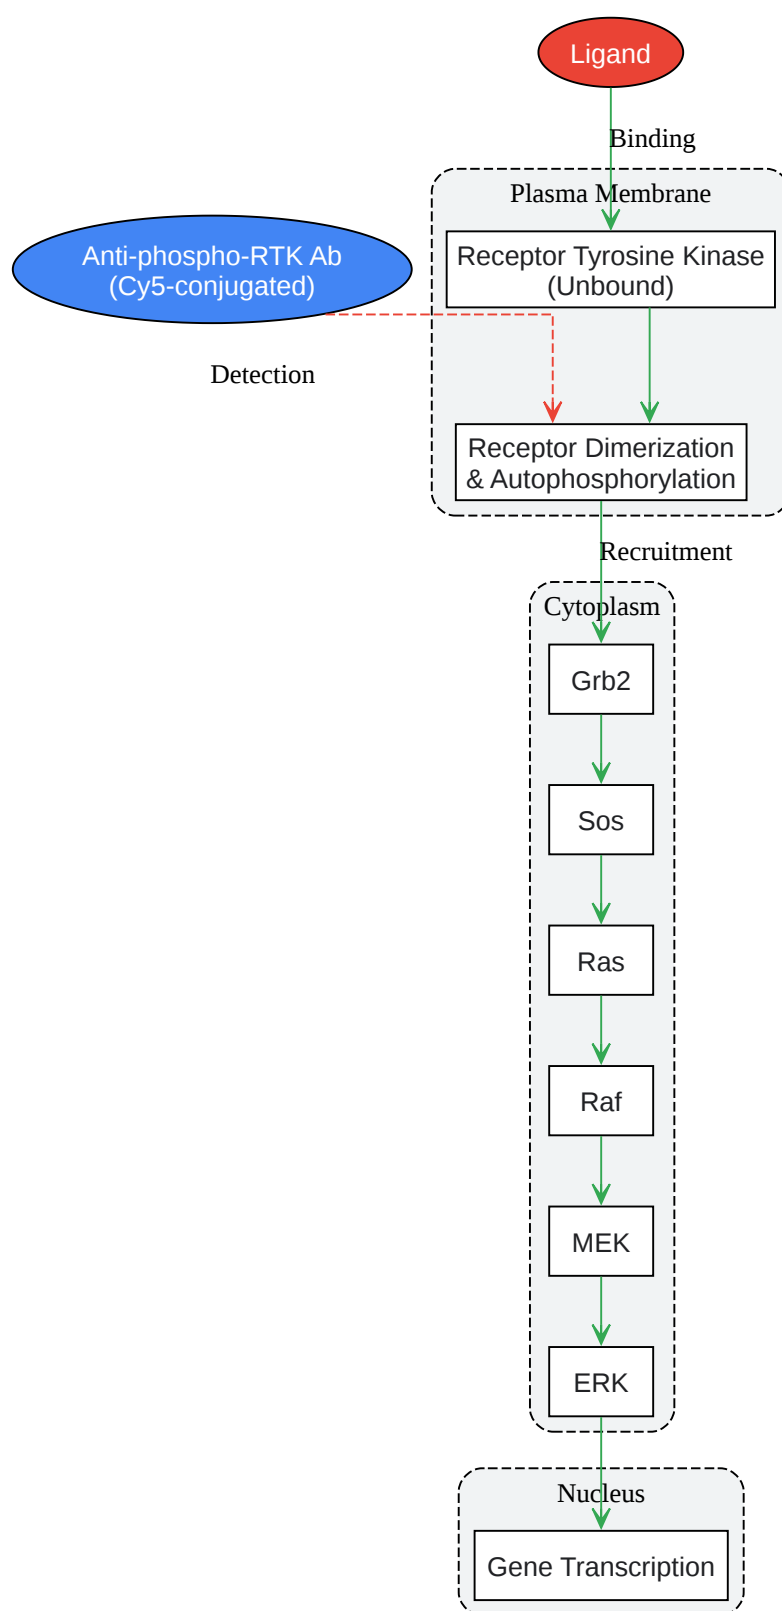 Ligand
Binding
Plasma Membrane
Anti-phospho-RTK Ab
(Cy5-conjugated)
Receptor Tyrosine Kinase
(Unbound)
Detection
Receptor Dimerization
& Autophosphorylation
Recruitment
Cytoplasm
Grb2
Sos
Ras
Raf
MEK
ERK
Nucleus
Gene Transcription